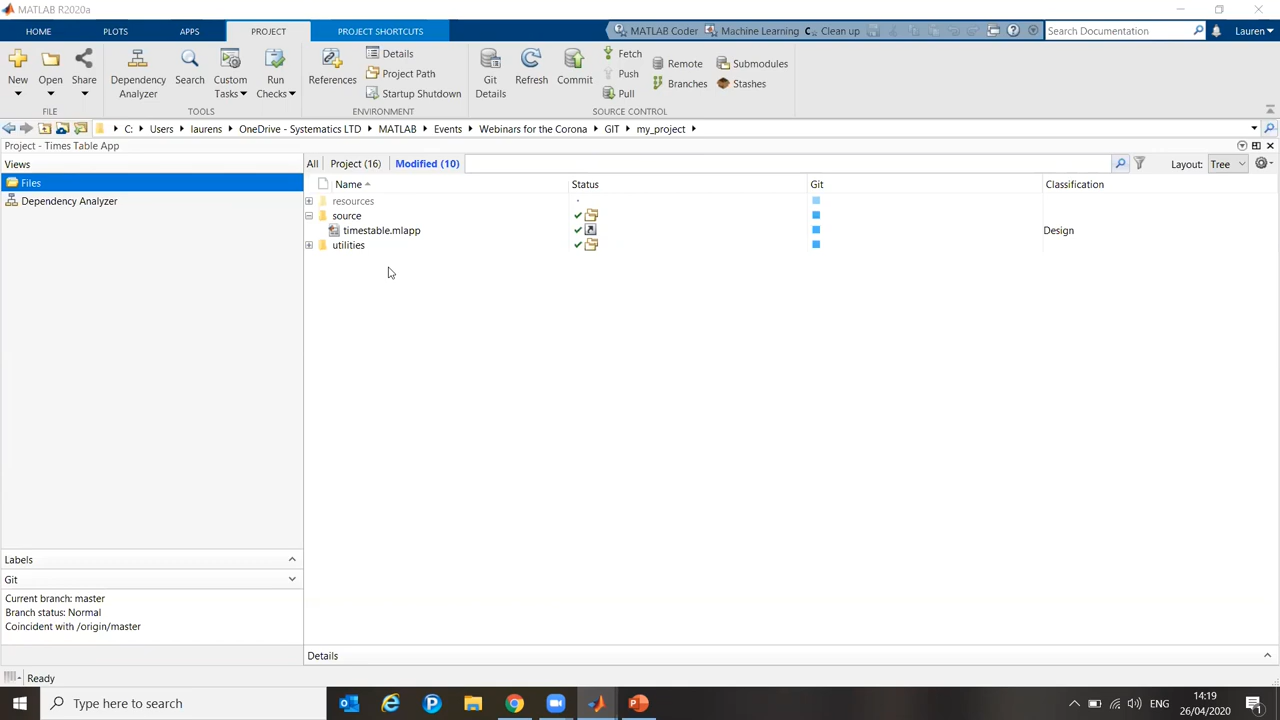 MATLAB R2020a
HOME PLOTS APPS PROJECT PROJECT SHORTCUTS MATLAB Coder Machine Learning Clean up Search Documentation Lauren
New Open Share Dependency Analyzer Search Custom Tasks Run Checks References Details Project Path Startup Shutdown Git Details Refresh Commit Fetch Push Pull Remote Branches Submodules Stashes
FILE TOOLS ENVIRONMENT SOURCE CONTROL
C: Users laurens OneDrive - Systematics LTD MATLAB Events Webinars for the Corona GIT my_project
Project - Times Table App
Views All Project (16) Modified (10) Layout: Tree
Files Name Status Git Classification
Dependency Analyzer resources
source
timestable.mlapp Design
utilities
Labels
Git
Current branch: master
Branch status: Normal
Coincident with /origin/master
Details
Ready
Type here to search ENG 14:19
26/04/2020 1